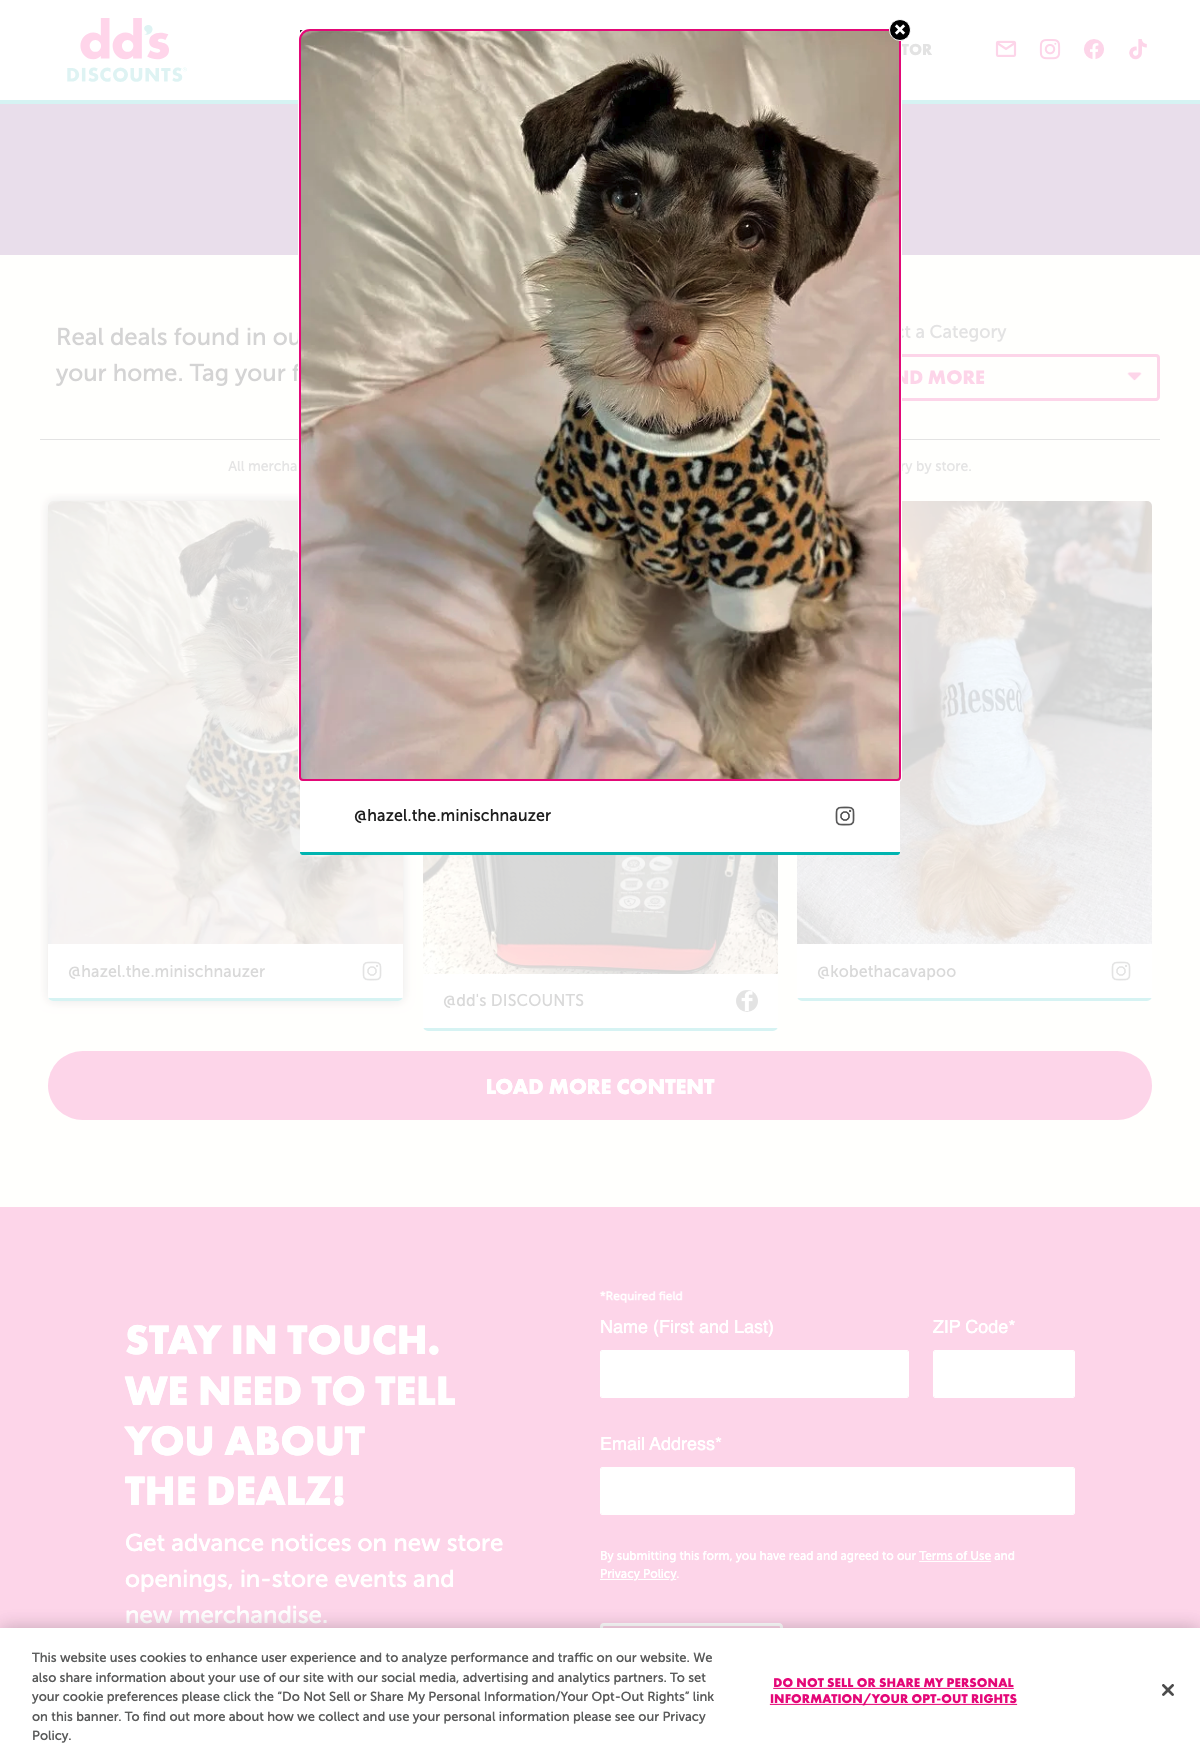 dd's
DISCOUNTS
TOR
Real deals found in ou
your home. Tag your f
t a Category
ND MORE
All mercha
ry by store.
#Blessed
@hazel.the.minischnauzer
@hazel.the.minischnauzer
@dd's DISCOUNTS
@kobethacavapoo
LOAD MORE CONTENT
STAY IN TOUCH.
WE NEED TO TELL
YOU ABOUT
THE DEALZ!
Get advance notices on new store
openings, in-store events and
new merchandise.
*Required field
Name (First and Last)
ZIP Code*
Email Address*
By submitting this form, you have read and agreed to our Terms of Use and
Privacy Policy.
This website uses cookies to enhance user experience and to analyze performance and traffic on our website. We
also share information about your use of our site with our social media, advertising and analytics partners. To set
your cookie preferences please click the "Do Not Sell or Share My Personal Information/Your Opt-Out Rights" link
on this banner. To find out more about how we collect and use your personal information please see our Privacy
Policy.
DO NOT SELL OR SHARE MY PERSONAL
INFORMATION/YOUR OPT-OUT RIGHTS